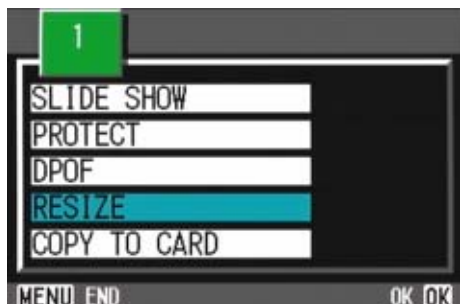 1
SLIDE SHOW
PROTECT
DPOF
RESIZE
COPY TO CARD
MENU END OK OK